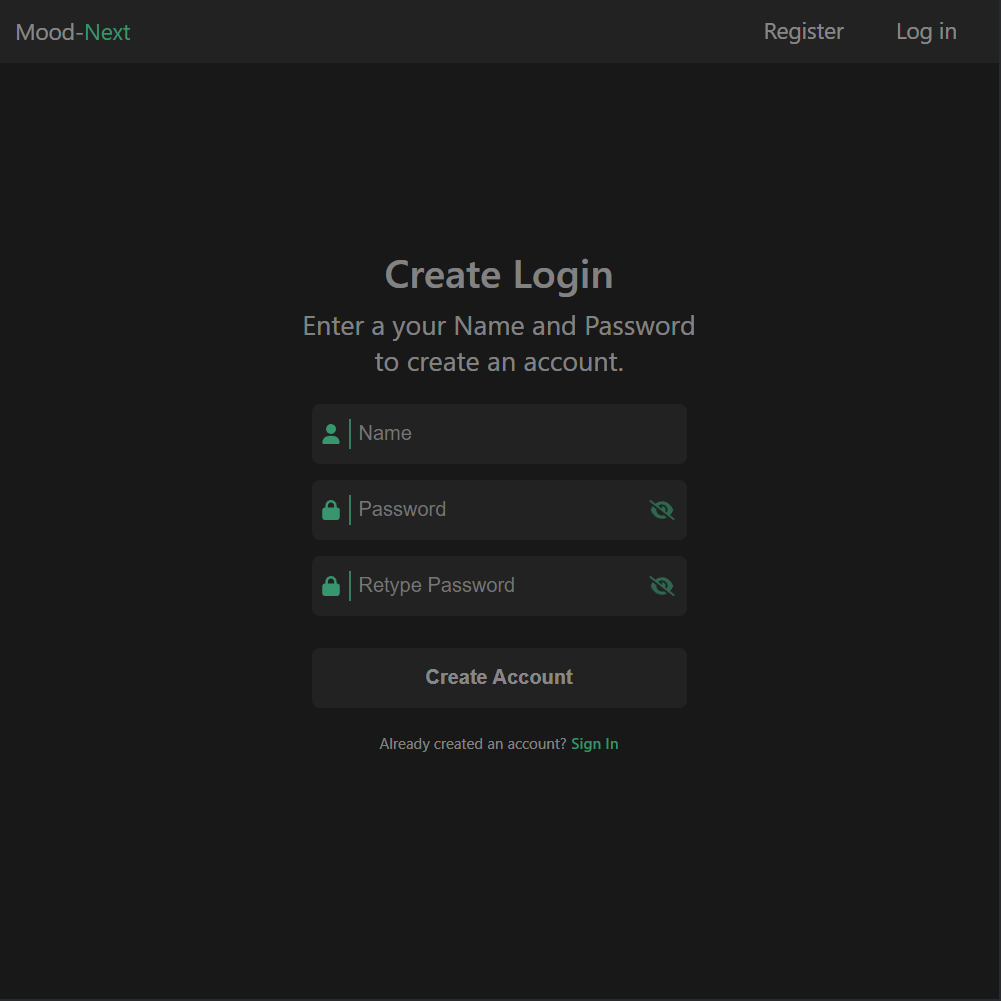 Mood-Next
Register
Log in
Create Login
Enter a your Name and Password
to create an account.
Name
Password
Retype Password
Create Account
Already created an account? Sign In